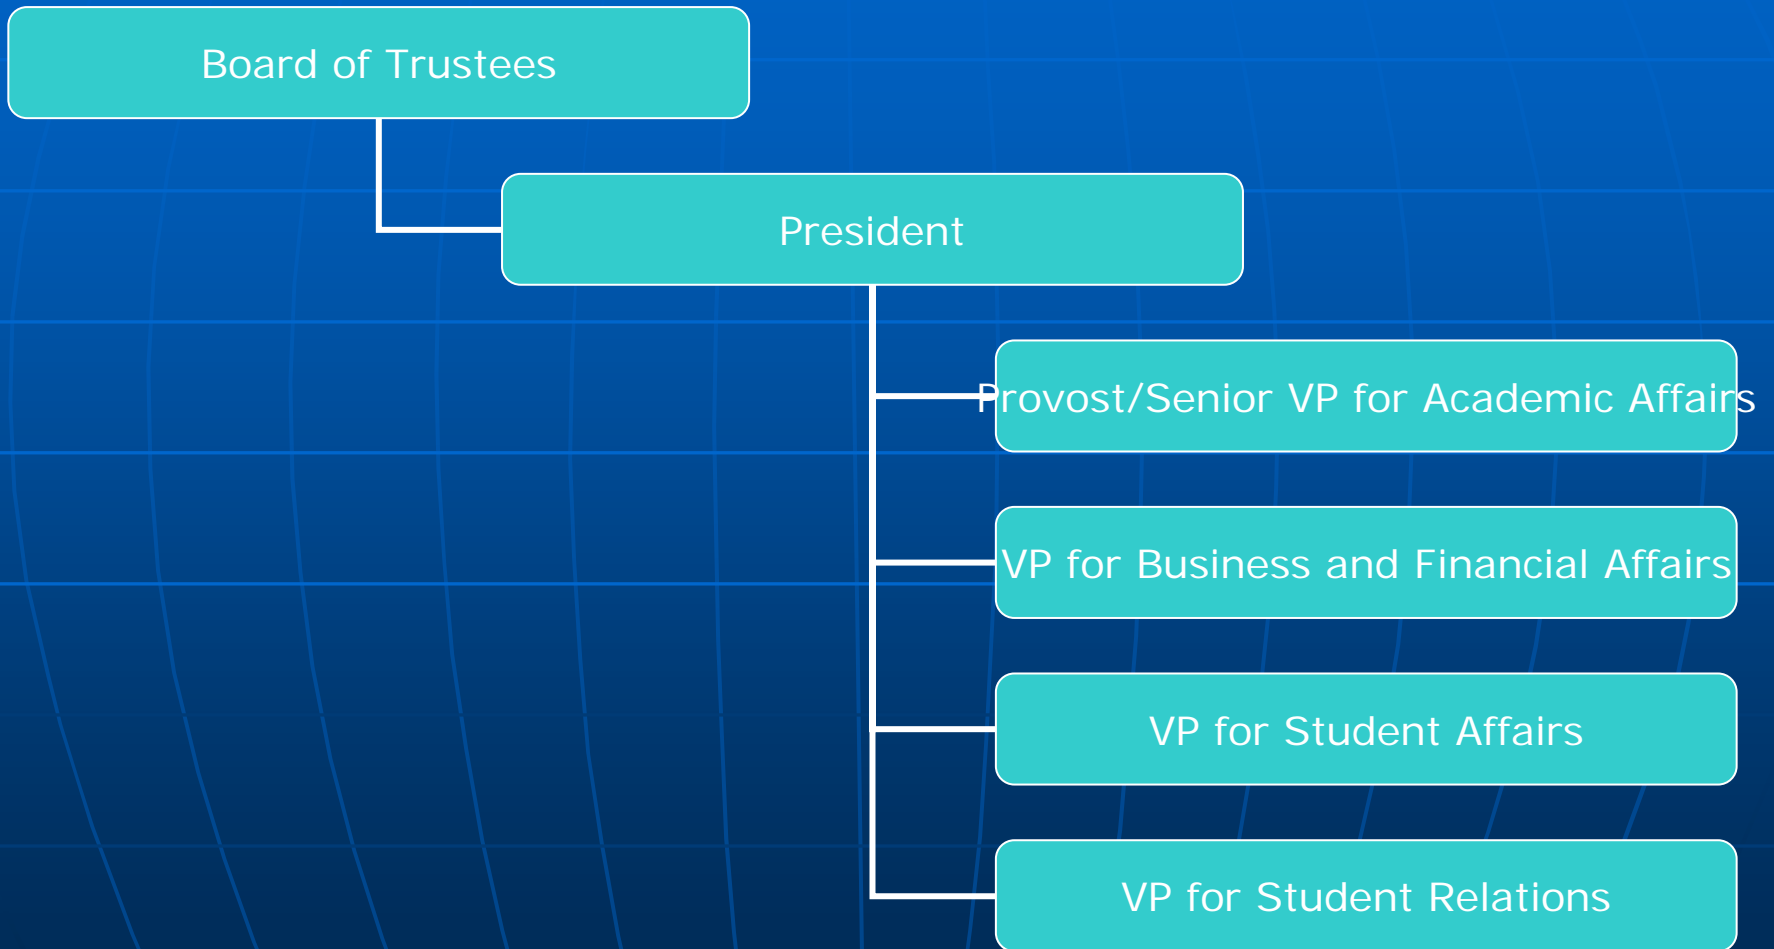 Board of Trustees
President
Provost/Senior VP for Academic Affairs
VP for Business and Financial Affairs
VP for Student Affairs
VP for Student Relations